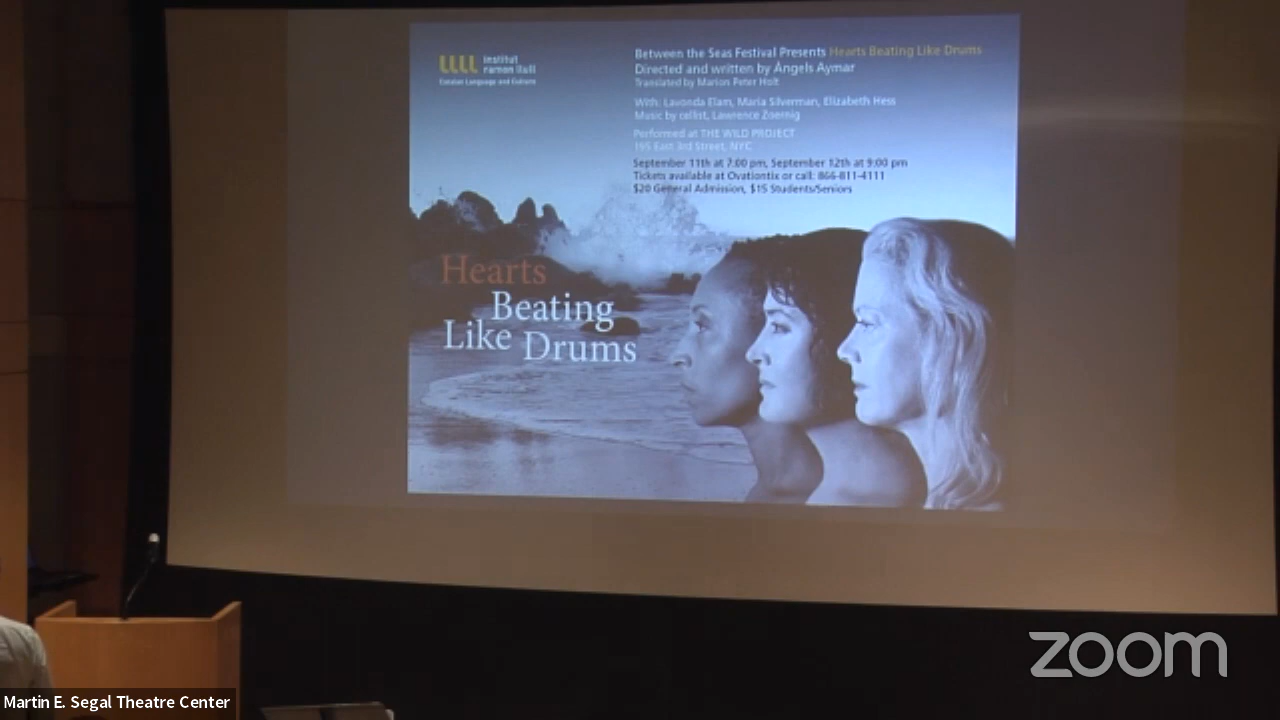 LLLL institut
ramon llull
Catalan Language and Culture
Between the Seas Festival Presents Hearts Beating Like Drums
Directed and written by Àngels Aymar
Translated by Marion Peter Holt
With: Lavonda Elam, Maria Silverman, Elizabeth Hess
Music by cellist, Lawrence Zoernig
Performed at THE WILD PROJECT
195 East 3rd Street, NYC
September 11th at 7:00 pm, September 12th at 9:00 pm
Tickets available at Ovationtix or call: 866-811-4111
$20 General Admission, $15 Students/Seniors
Hearts
Beating
Like Drums
zoom
Martin E. Segal Theatre Center